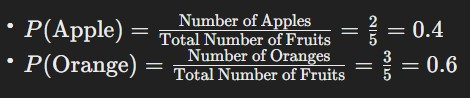 • P(Apple) = Number of Apples / Total Number of Fruits = 2/5 = 0.4
• P(Orange) = Number of Oranges / Total Number of Fruits = 3/5 = 0.6